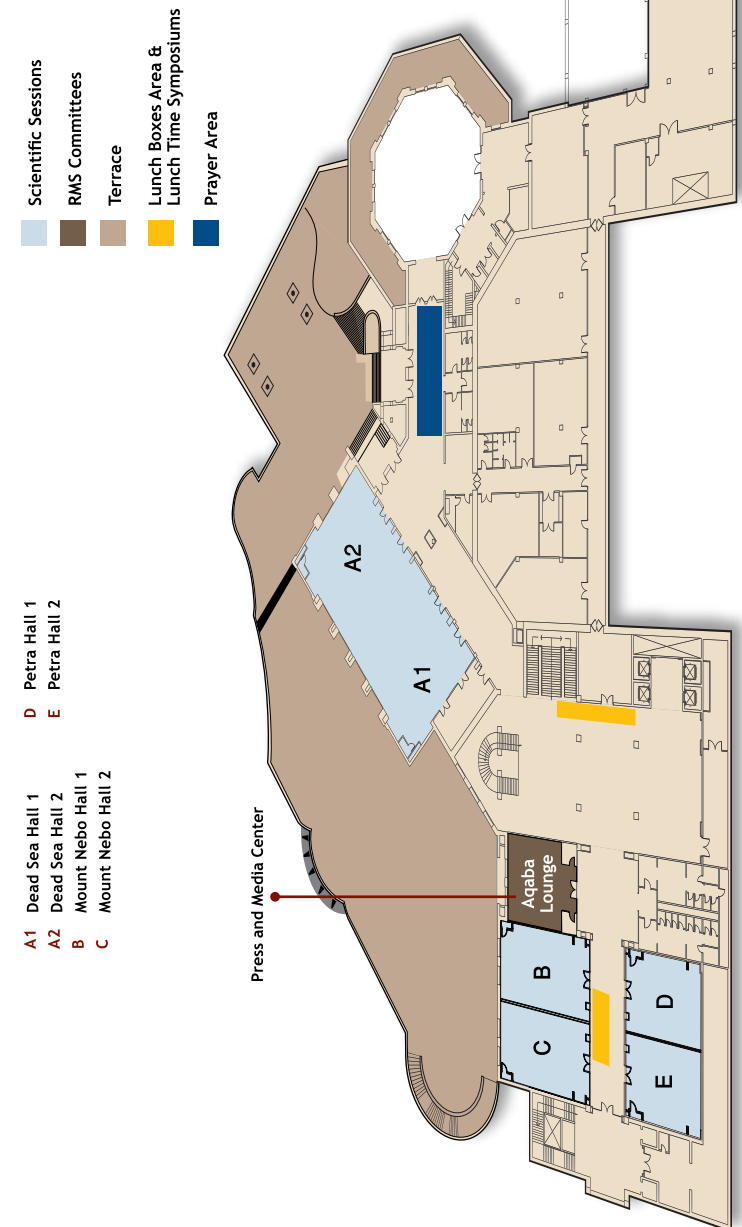 A1 Dead Sea Hall 1
A2 Dead Sea Hall 2
B Mount Nebo Hall 1
C Mount Nebo Hall 2
D Petra Hall 1
E Petra Hall 2
Scientific Sessions
RMS Committees
Terrace
Lunch Boxes Area &
Lunch Time Symposiums
Prayer Area
Press and Media Center
A2
A1
Aqaba
Lounge
B
C
D
E